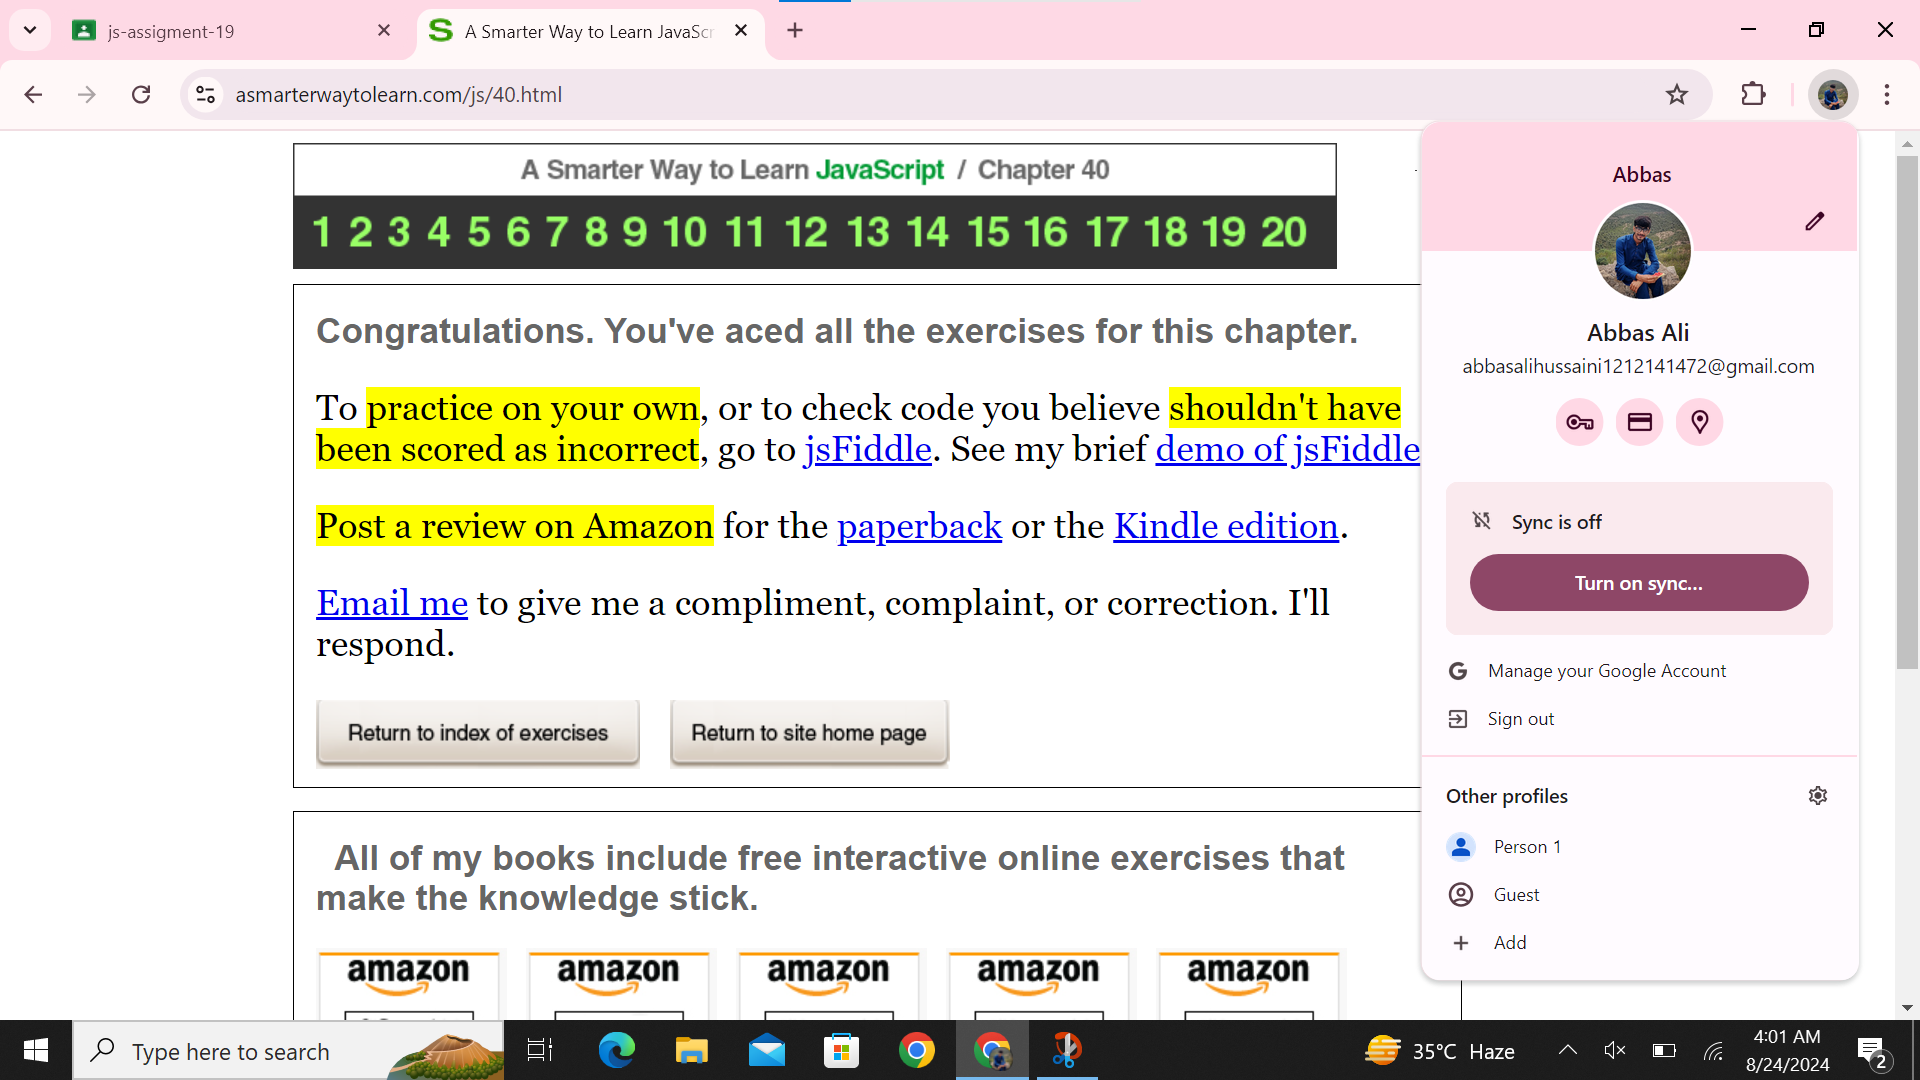 js-assigment-19
A Smarter Way to Learn JavaScr
asmarterwaytolearn.com/js/40.html
A Smarter Way to Learn JavaScript / Chapter 40
1 2 3 4 5 6 7 8 9 10 11 12 13 14 15 16 17 18 19 20
Congratulations. You've aced all the exercises for this chapter.
To practice on your own, or to check code you believe shouldn't have
been scored as incorrect, go to jsFiddle. See my brief demo of jsFiddle
Post a review on Amazon for the paperback or the Kindle edition.
Email me to give me a compliment, complaint, or correction. I'll
respond.
Return to index of exercises
Return to site home page
All of my books include free interactive online exercises that
make the knowledge stick.
amazon
amazon
amazon
amazon
amazon
Abbas
Abbas Ali
abbasalihussaini1212141472@gmail.com
Sync is off
Turn on sync...
Manage your Google Account
Sign out
Other profiles
Person 1
Guest
Add
Type here to search
35°C Haze
4:01 AM
8/24/2024
2